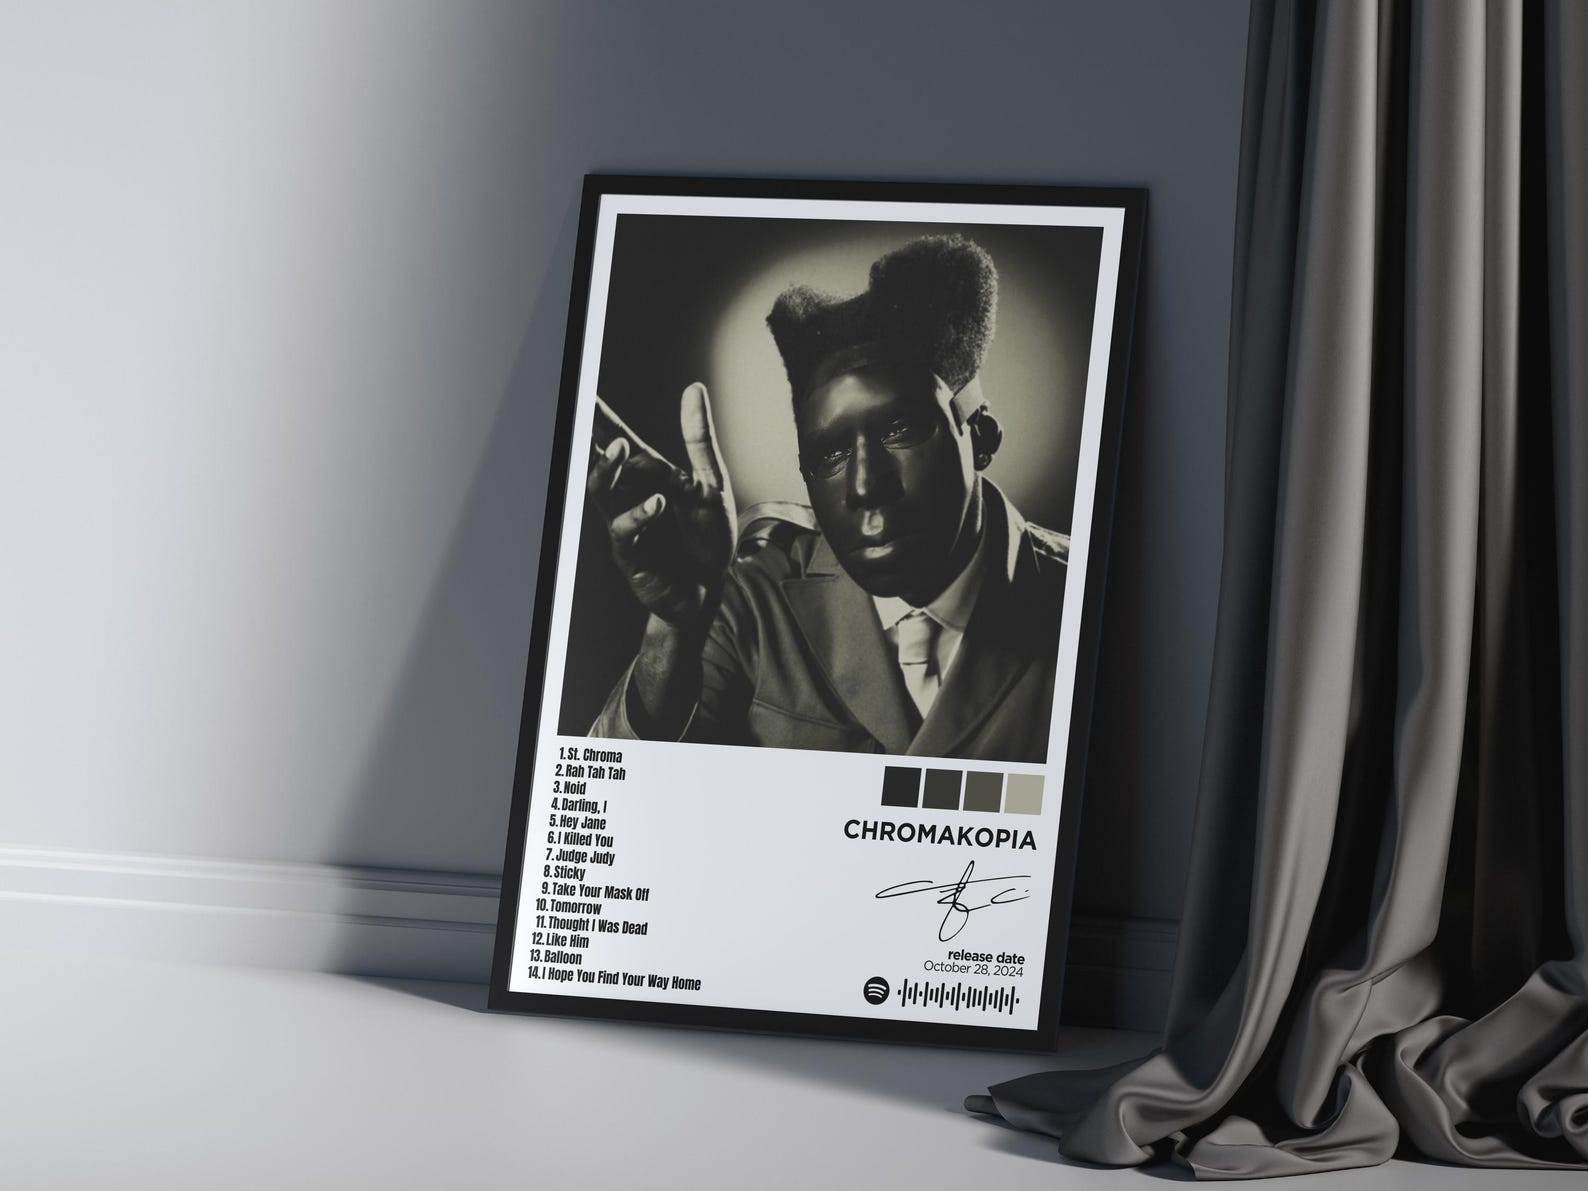 1. St. Chroma
2. Rah Tah Tah
3. Noid
4. Darling, I
5. Hey Jane
6. I Killed You
7. Judge Judy
8. Sticky
9. Take Your Mask Off
10. Tomorrow
11. Thought I Was Dead
12. Like Him
13. Balloon
14. I Hope You Find Your Way Home
CHROMAKOPIA
release date
October 28, 2024